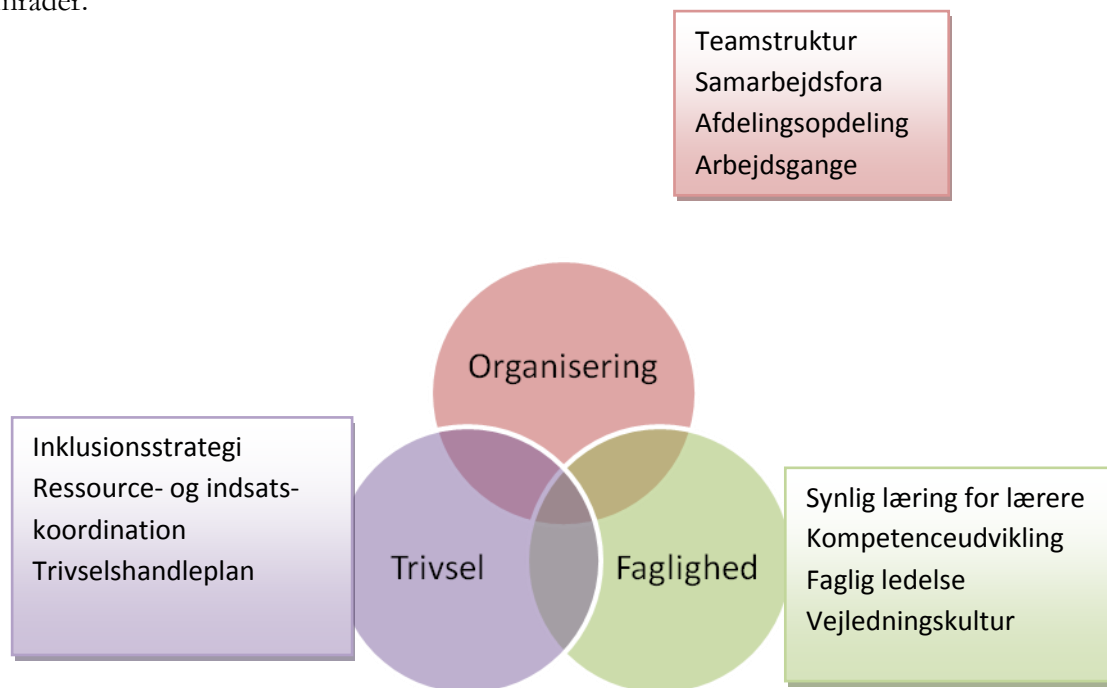 områder.
Teamstruktur
Samarbejdsfora
Afdelingsopdeling
Arbejdsgange
Organisering
Inklusionsstrategi
Ressource- og indsats-
koordination
Trivselshandleplan
Trivsel
Faglighed
Synlig læring for lærere
Kompetenceudvikling
Faglig ledelse
Vejledningskultur